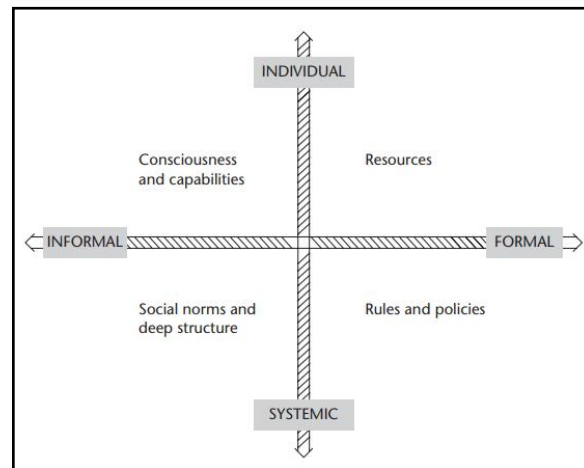 INDIVIDUAL
Consciousness
and capabilities
Resources
INFORMAL
FORMAL
Social norms and
deep structure
Rules and policies
SYSTEMIC